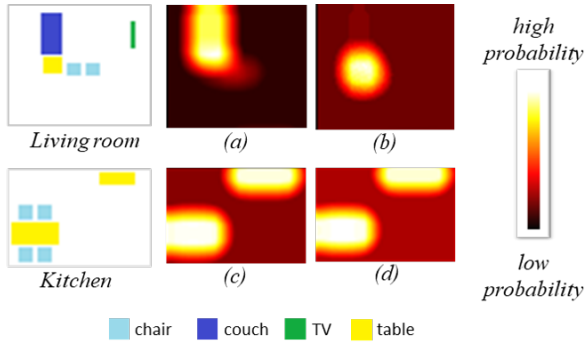 high
probability
Living room
(a)
(b)
Kitchen
(c)
(d)
low
probability
chair
couch
TV
table